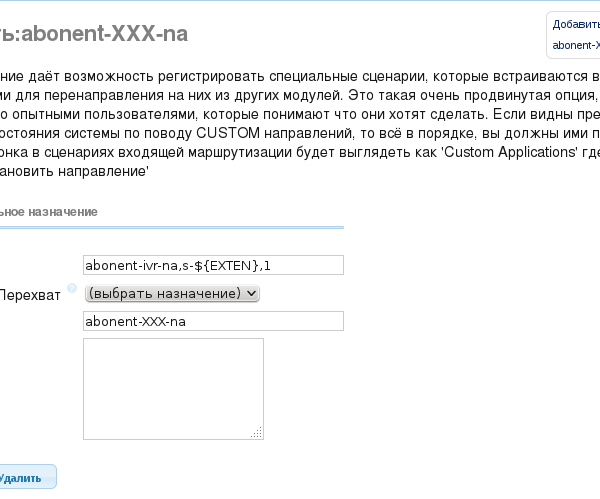 ть:abonent-XXX-na
Добавить
abonent-X
ние даёт возможность регистрировать специальные сценарии, которые встраиваются в
ми для перенаправления на них из других модулей. Это такая очень продвинутая опция,
о опытными пользователями, которые понимают что они хотят сделать. Если видны пре
остояния системы по поводу CUSTOM направлений, то всё в порядке, вы должны ими п
онка в сценариях входящей маршрутизации будет выглядеть как 'Custom Applications' гд
ановить направление'
ьное назначение
abonent-ivr-na,s-${EXTEN},1
Перехват ? (выбрать назначение)
abonent-XXX-na
Удалить